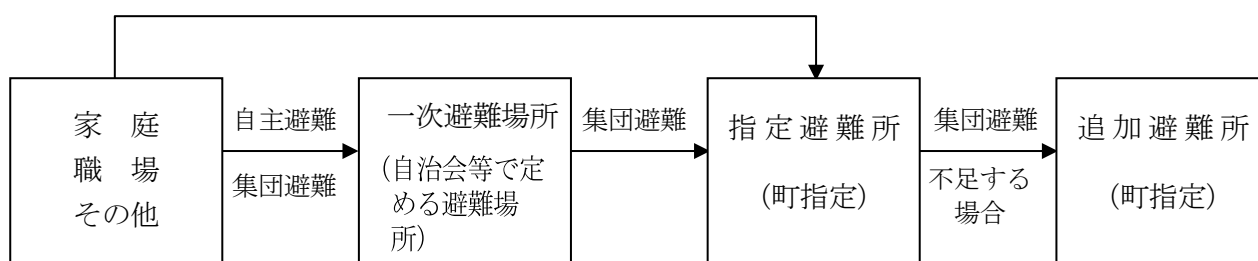 家　庭
職　場
その他
自主避難
集団避難
一次避難場所
（自治会等で定
める避難場
所）
集団避難
指 定 避 難 所
（町指定）
集団避難
不足する
場合
追 加 避 難 所
（町指定）